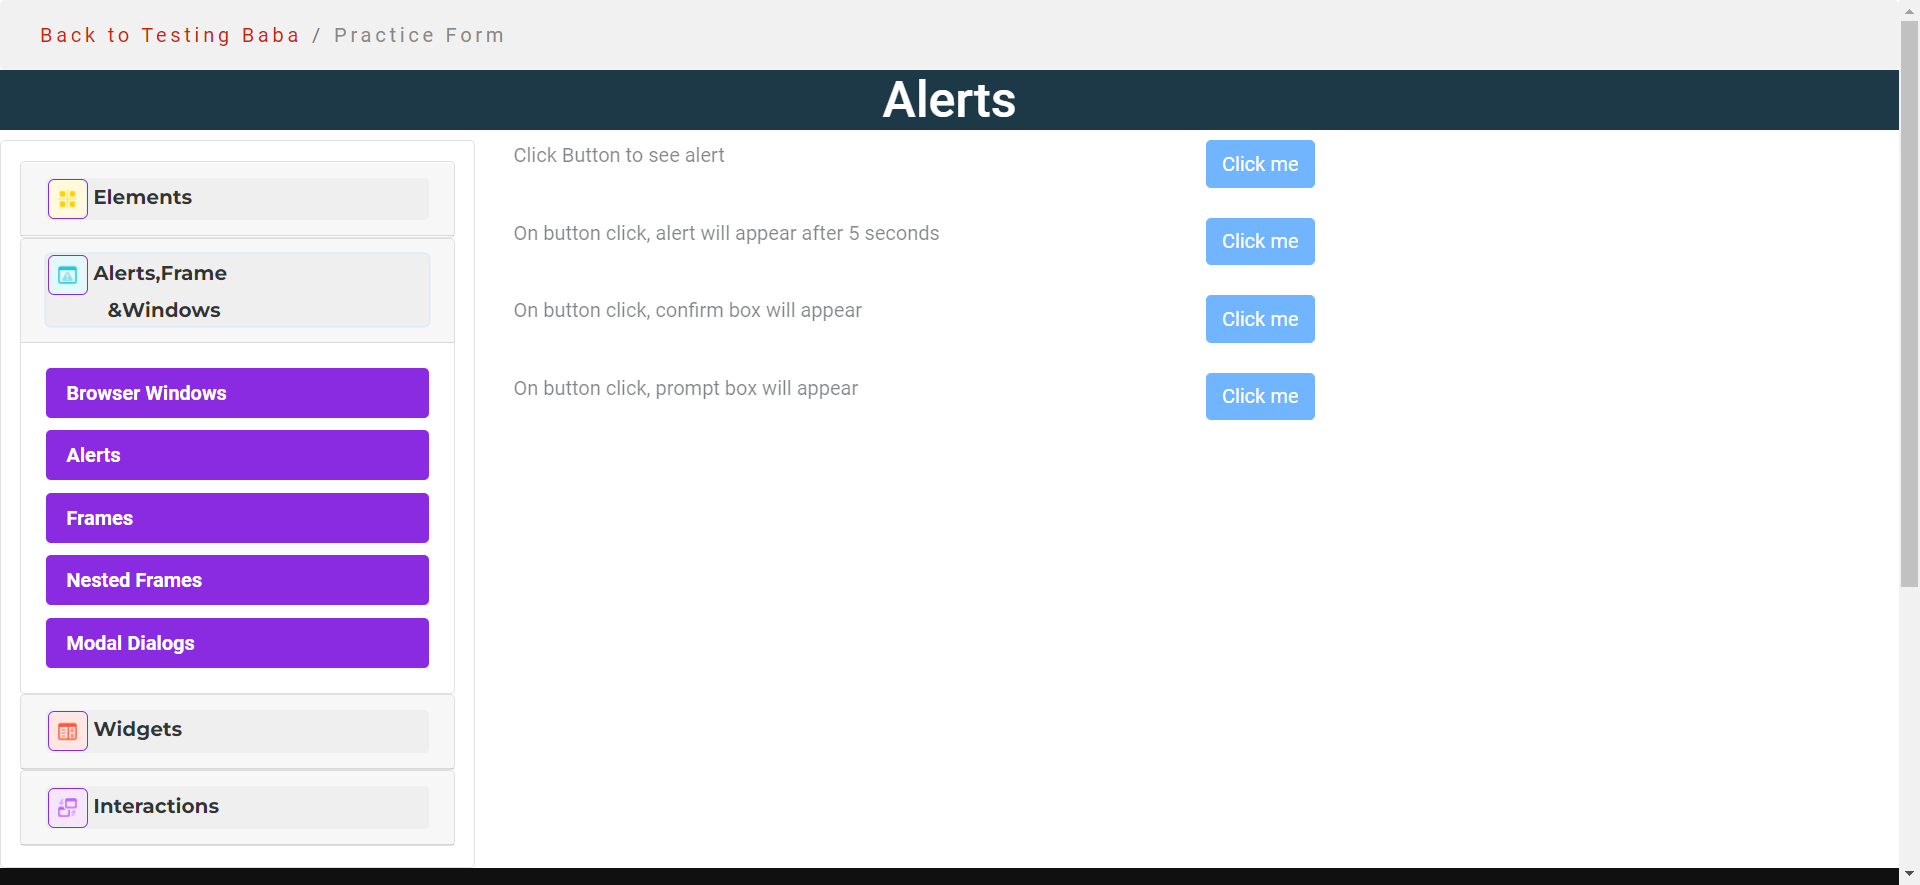 Back to Testing Baba / Practice Form
Alerts
Elements
Alerts,Frame
&Windows
Browser Windows
Alerts
Frames
Nested Frames
Modal Dialogs
Widgets
Interactions
Click Button to see alert
Click me
On button click, alert will appear after 5 seconds
Click me
On button click, confirm box will appear
Click me
On button click, prompt box will appear
Click me